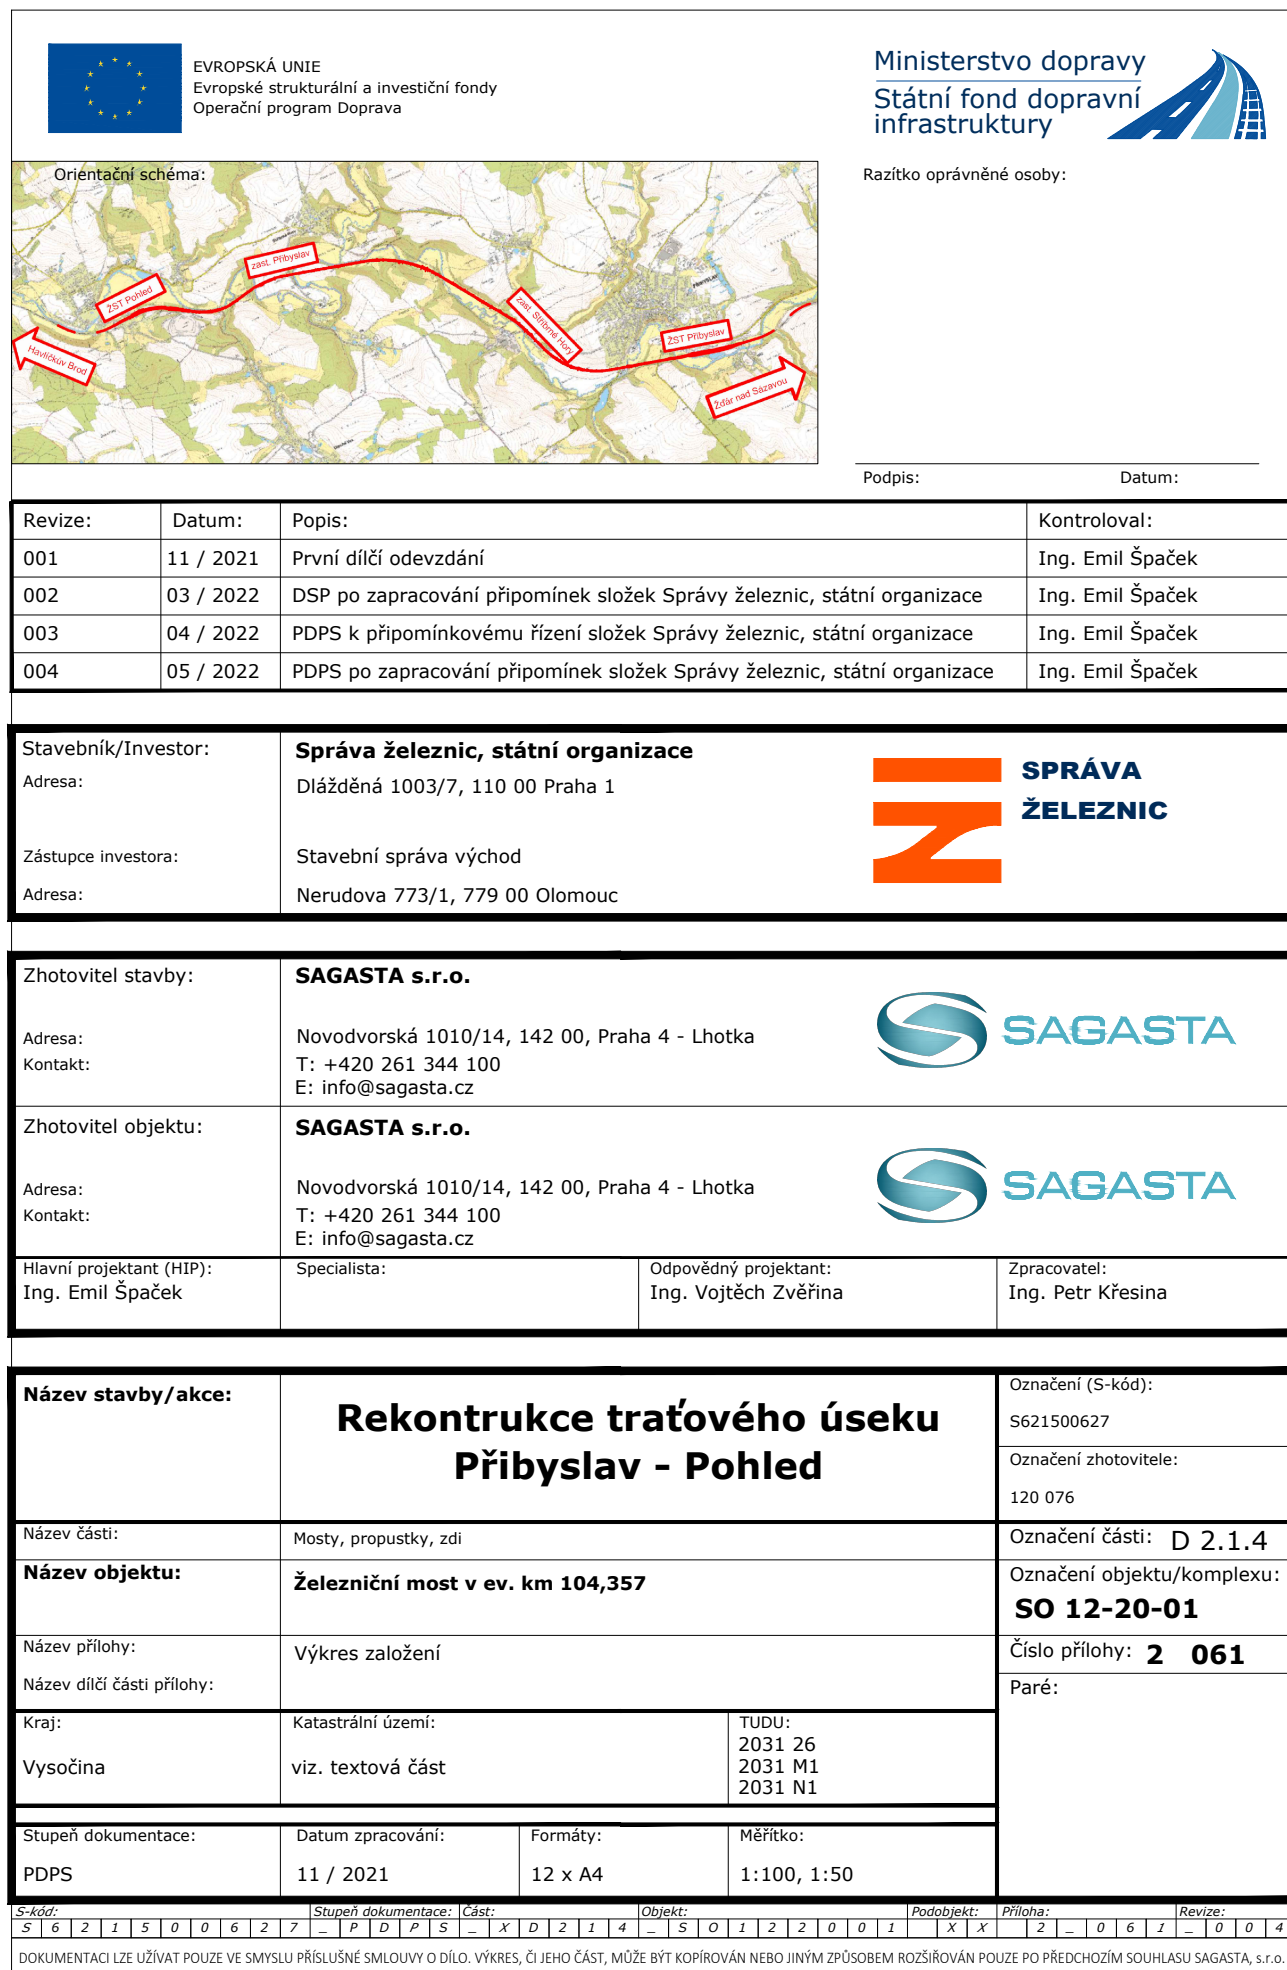 EVROPSKÁ UNIE
Evropské strukturální a investiční fondy
Operační program Doprava
Ministerstvo dopravy
Státní fond dopravní
infrastruktury
Orientační schéma:
Razítko oprávněné osoby:
ŽST Pohled
zast. Přibyslav
zast. Stříbrné Hory
ŽST Přibyslav
Havlíčkův Brod
Žďár nad Sázavou
Podpis: Datum:
Revize: Datum: Popis: Kontroloval:
001 11 / 2021 První dílčí odevzdání Ing. Emil Špaček
002 03 / 2022 DSP po zapracování připomínek složek Správy železnic, státní organizace Ing. Emil Špaček
003 04 / 2022 PDPS k připomínkovému řízení složek Správy železnic, státní organizace Ing. Emil Špaček
004 05 / 2022 PDPS po zapracování připomínek složek Správy železnic, státní organizace Ing. Emil Špaček
Stavebník/Investor: Správa železnic, státní organizace
Adresa: Dlážděná 1003/7, 110 00 Praha 1
SPRÁVA
ŽELEZNIC
Zástupce investora: Stavební správa východ
Adresa: Nerudova 773/1, 779 00 Olomouc
Zhotovitel stavby: SAGASTA s.r.o.
SAGASTA
Adresa: Novodvorská 1010/14, 142 00, Praha 4 - Lhotka
Kontakt: T: +420 261 344 100
E: info@sagasta.cz
Zhotovitel objektu: SAGASTA s.r.o.
SAGASTA
Adresa: Novodvorská 1010/14, 142 00, Praha 4 - Lhotka
Kontakt: T: +420 261 344 100
E: info@sagasta.cz
Hlavní projektant (HIP): Specialista: Odpovědný projektant: Zpracovatel:
Ing. Emil Špaček Ing. Vojtěch Zvěřina Ing. Petr Křesina
Název stavby/akce:
Rekontrukce traťového úseku
Přibyslav - Pohled
Označení (S-kód):
S621500627
Označení zhotovitele:
120 076
Název části: Mosty, propustky, zdi Označení části: D 2.1.4
Název objektu: Železniční most v ev. km 104,357 Označení objektu/komplexu:
SO 12-20-01
Název přílohy: Výkres založení Číslo přílohy: 2 061
Název dílčí části přílohy: Paré:
Kraj: Katastrální území: TUDU:
2031 26
Vysočina viz. textová část 2031 M1
2031 N1
Stupeň dokumentace: Datum zpracování: Formáty: Měřítko:
PDPS 11 / 2021 12 x A4 1:100, 1:50
S-kód: Stupeň dokumentace: Část: Objekt: Podobjekt: Příloha: Revize:
S 6 2 1 5 0 0 6 2 7 _ P D P S _ X D 2 1 4 _ S O 1 2 2 0 0 1 X X 2 _ 0 6 1 _ 0 0 4
DOKUMENTACI LZE UŽÍVAT POUZE VE SMYSLU PŘÍSLUŠNÉ SMLOUVY O DÍLO. VÝKRES, ČI JEHO ČÁST, MŮŽE BÝT KOPÍROVÁN NEBO JINÝM ZPŮSOBEM ROZŠIŘOVÁN POUZE PO PŘEDCHOZÍM SOUHLASU SAGASTA, s.r.o.